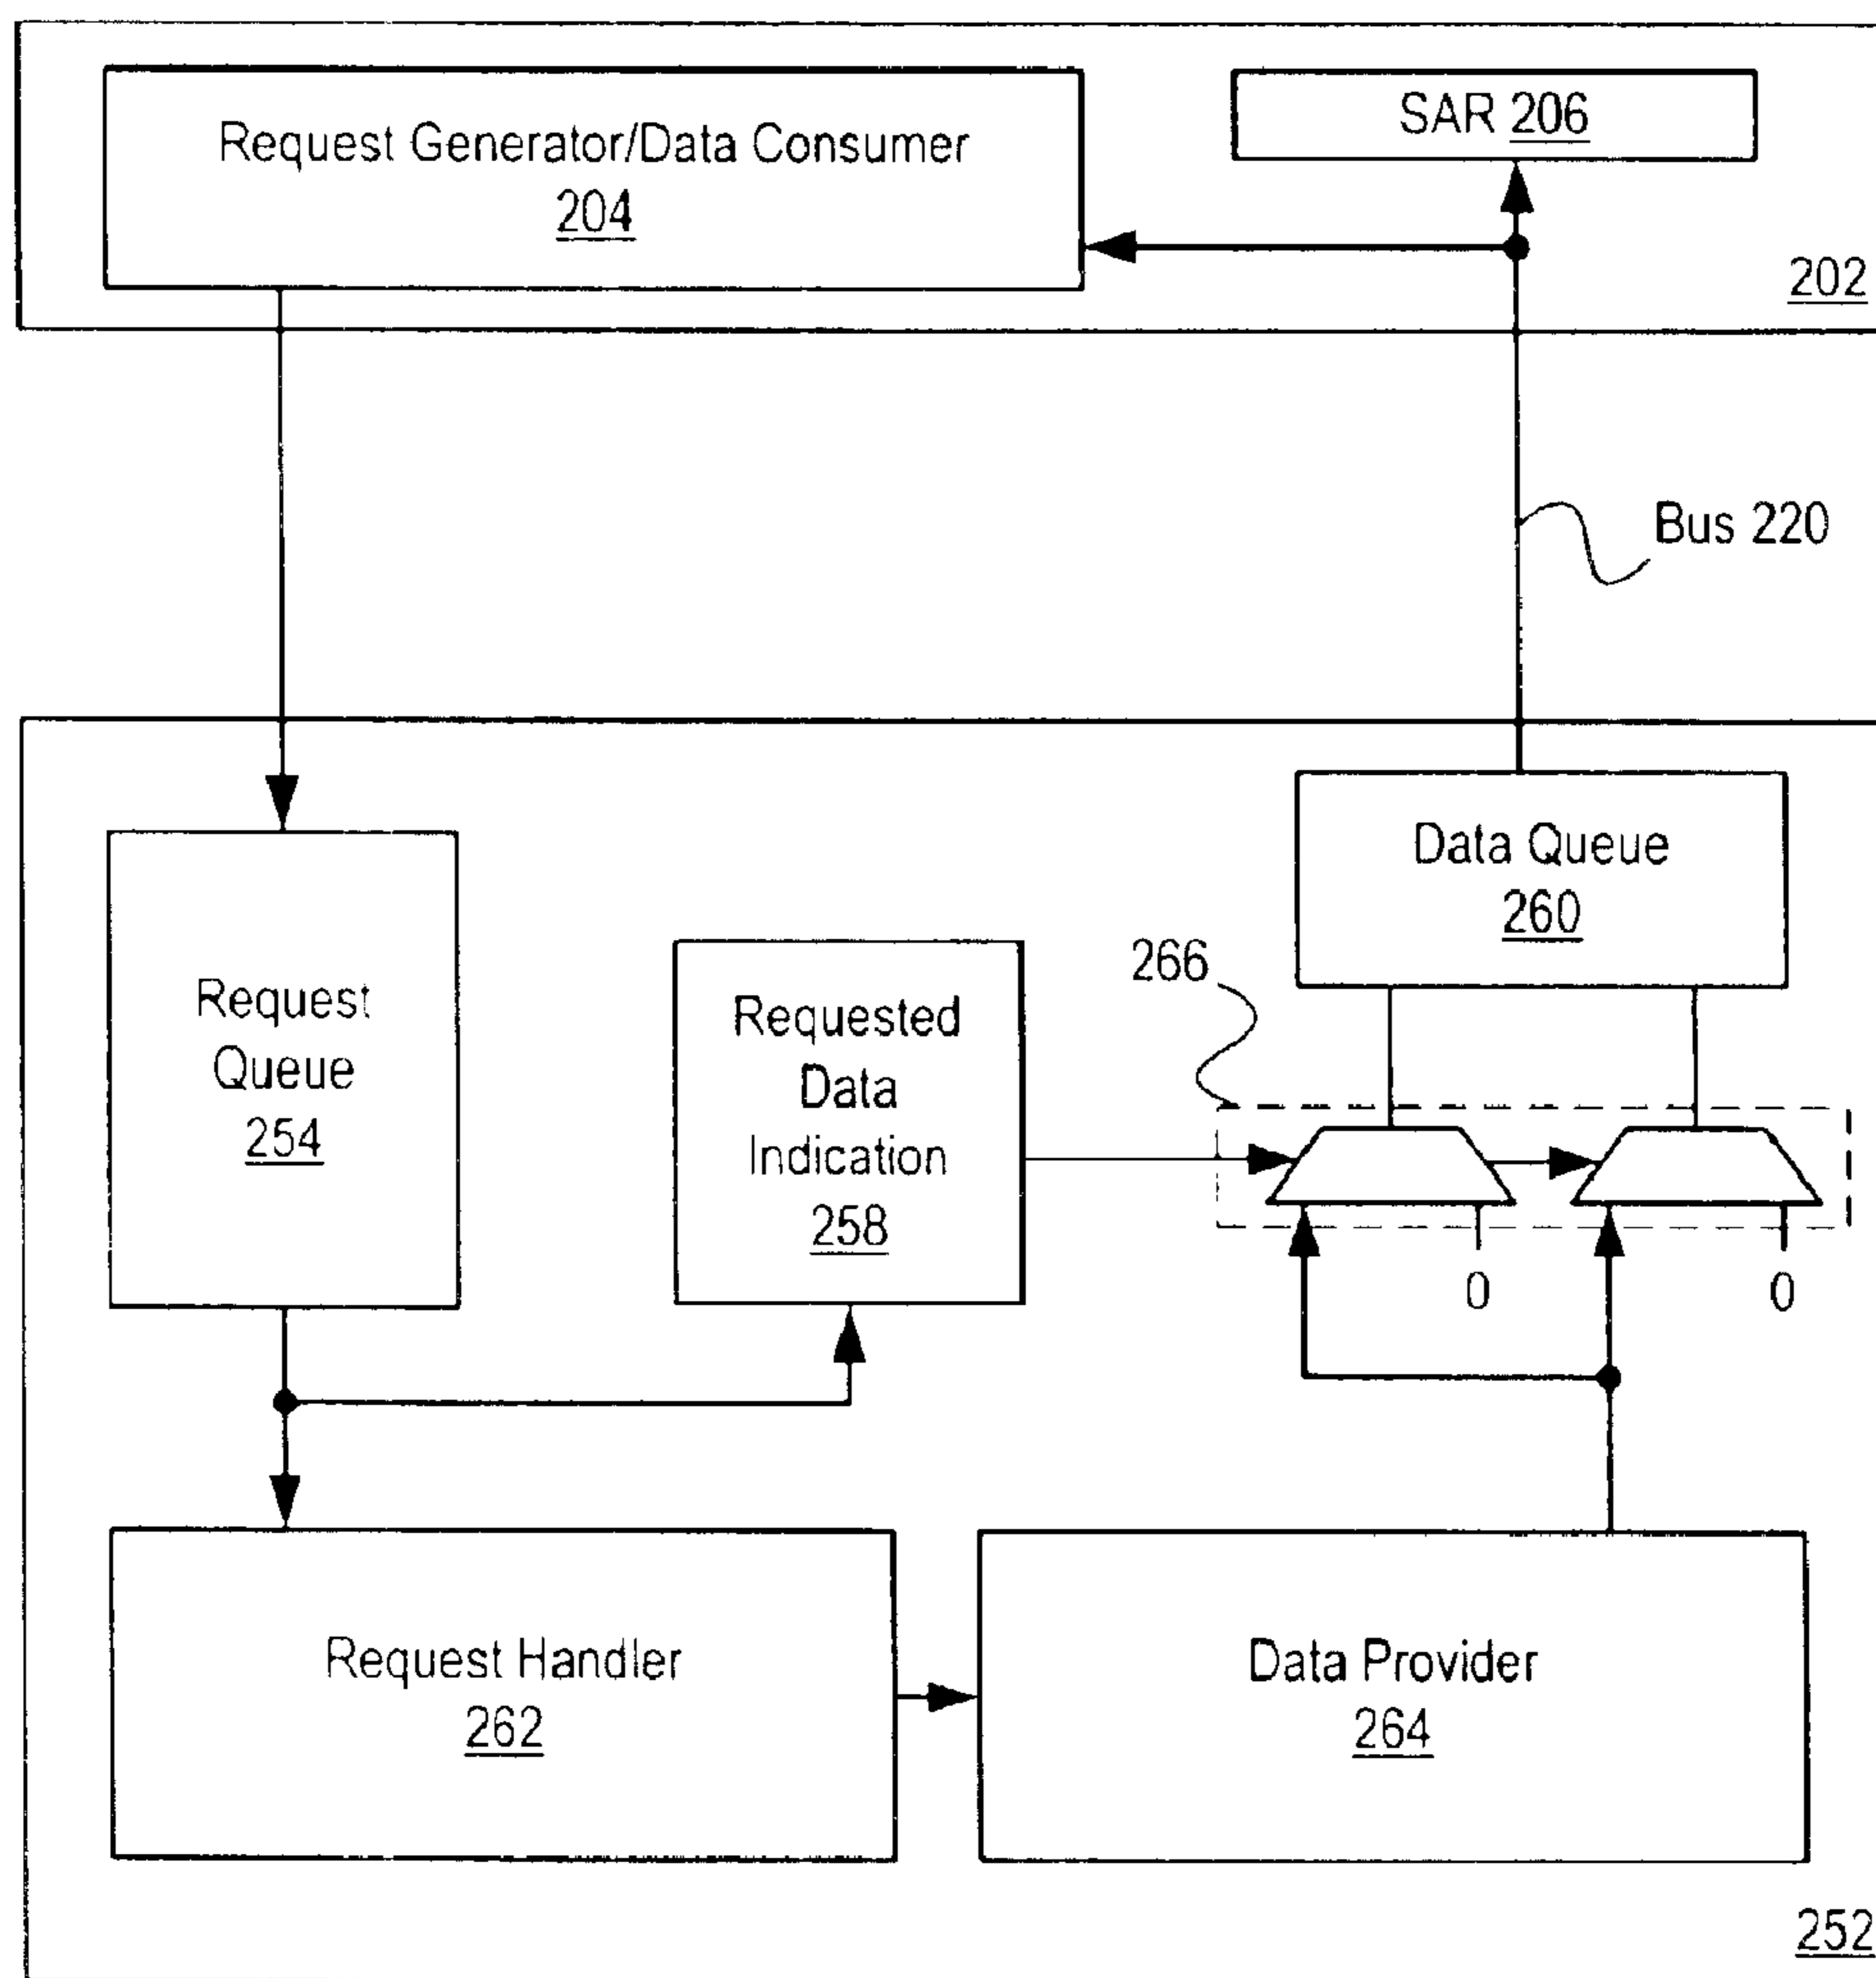 Request Generator/Data Consumer
204
SAR 206
202
Bus 220
Data Queue
260
266
Request
Queue
254
Requested
Data
Indication
258
0
0
Request Handler
262
Data Provider
264
252